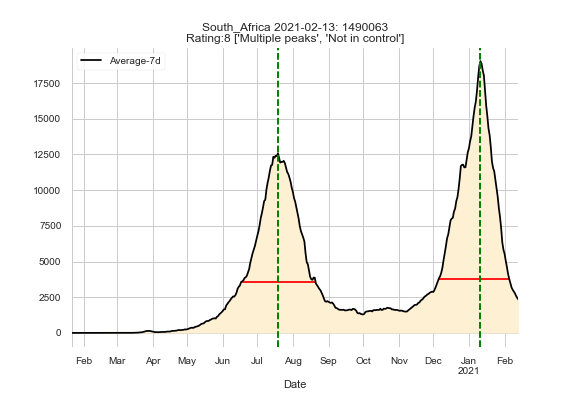 South_Africa 2021-02-13: 1490063
Rating:8 ['Multiple peaks', 'Not in control']
Average-7d
17500
15000
12500
10000
7500
5000
2500
0
Feb Mar Apr May Jun Jul Aug Sep Oct Nov Dec Jan Feb
2021
Date